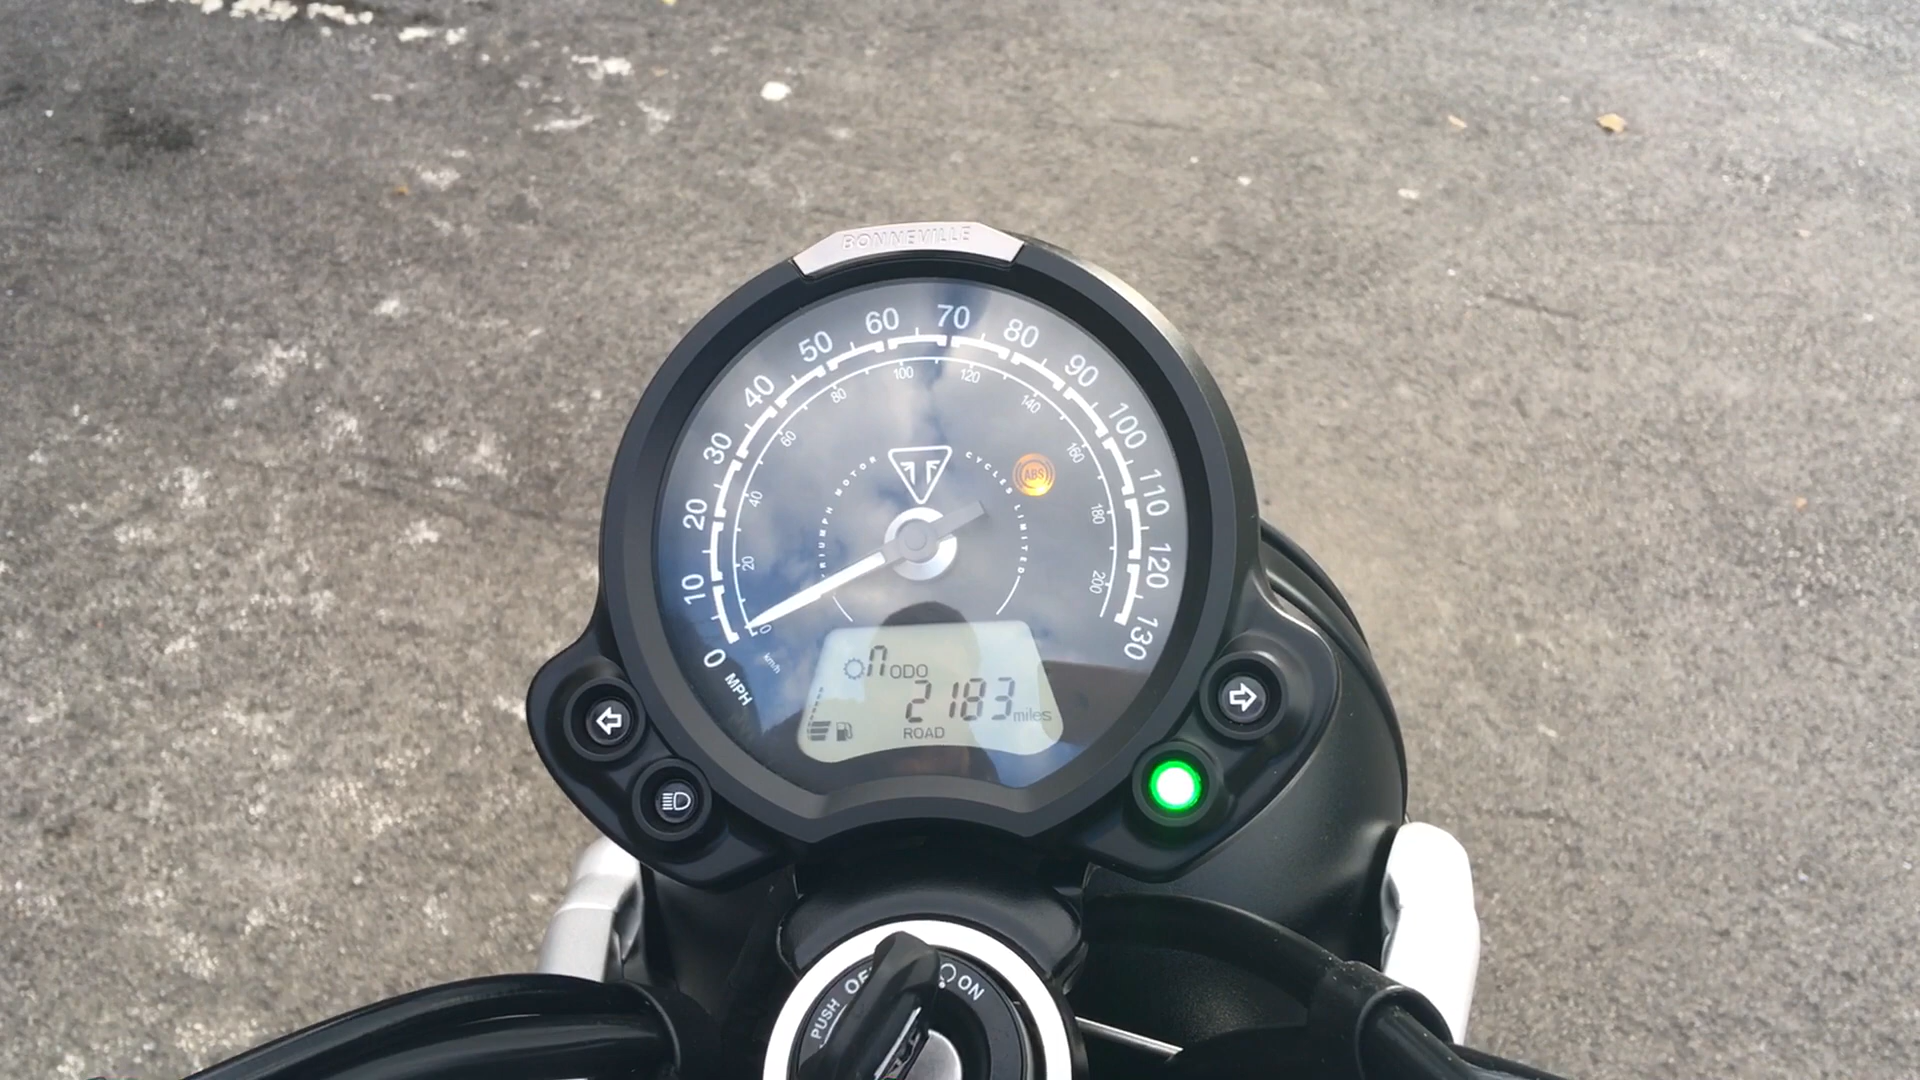 BONNEVILLE
0 10 20 30 40 50 60 70 80 90 100 110 120 130
MPH
0 20 40 60 80 100 120 140 160 180 200
km/h
TRIUMPH MOTOR CYCLES LIMITED
ABS
n ODO
2183 miles
ROAD
PUSH OFF ON